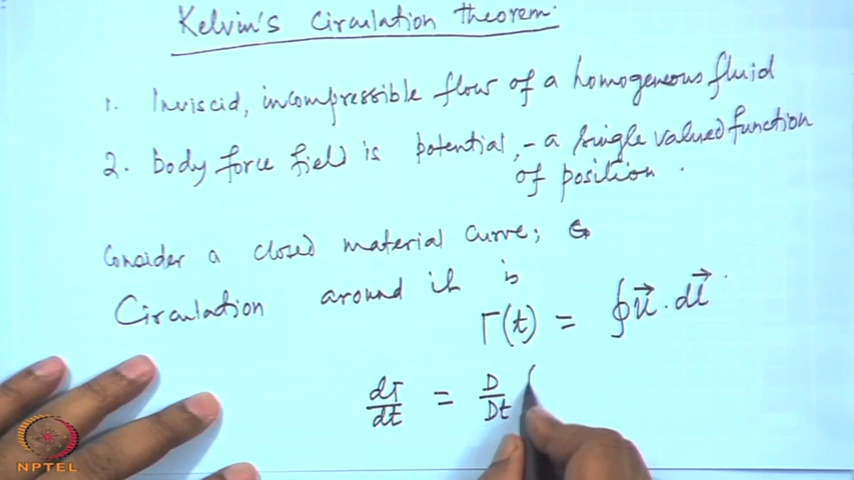 Kelvin's Circulation theorem.
1. Inviscid, incompressible flow of a homogeneous fluid
2. Body force field is potential, - a single valued function
of position.
Consider a closed material curve;
Circulation around it is
Γ(t) = ∮u⃗ . dl⃗ .
dΓ/dt = D/Dt (
NPTEL